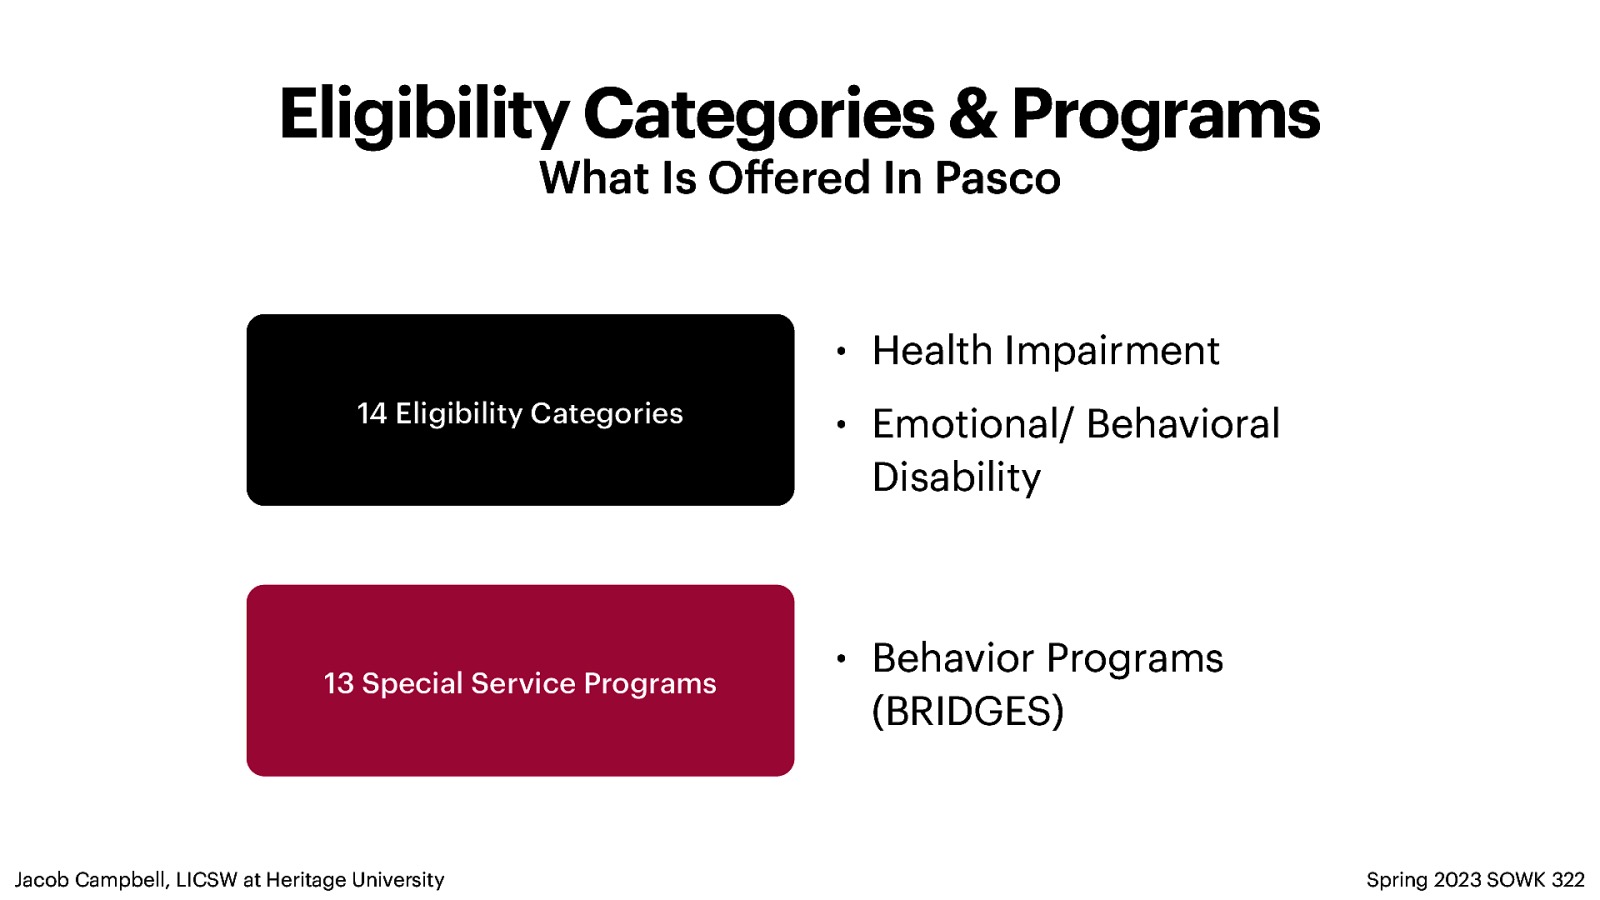 Eligibility Categories & Programs
What Is Offered In Pasco
14 Eligibility Categories
• Health Impairment
• Emotional/ Behavioral
Disability
13 Special Service Programs
• Behavior Programs
(BRIDGES)
Jacob Campbell, LICSW at Heritage University
Spring 2023 SOWK 322